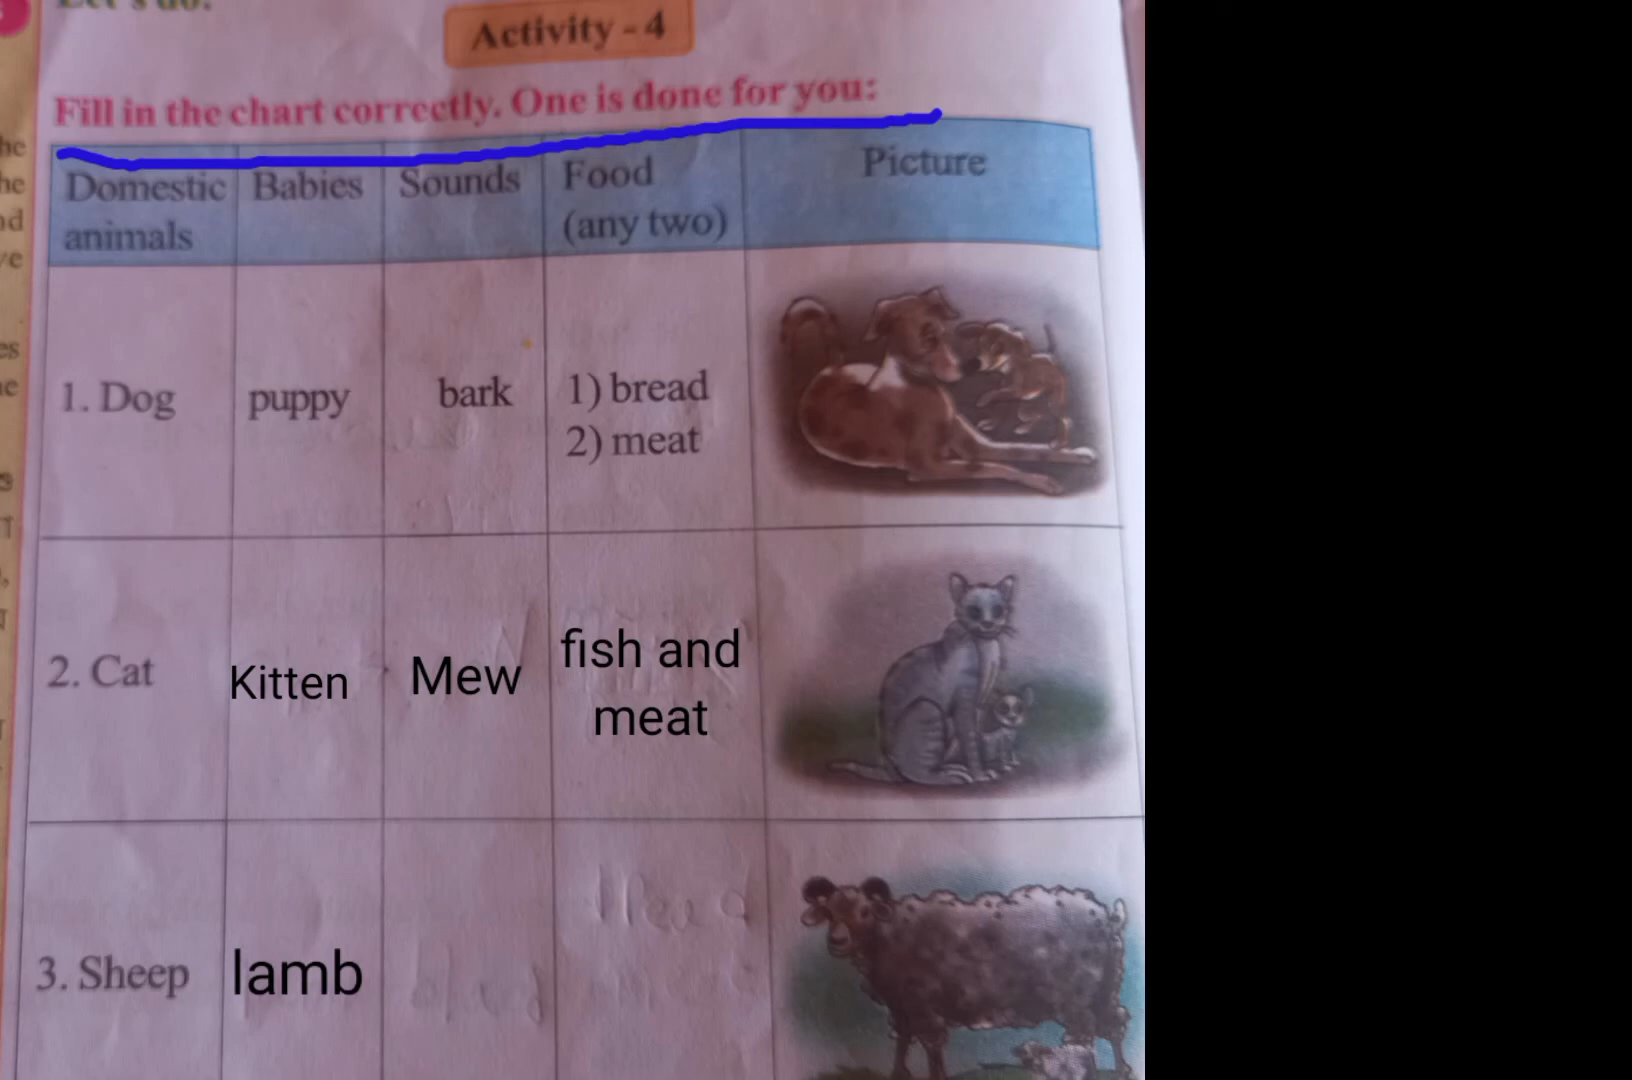 Let's do:
Activity - 4
Fill in the chart correctly. One is done for you:
Domestic animals Babies Sounds Food (any two) Picture
1. Dog puppy bark 1) bread
2) meat
2. Cat Kitten Mew fish and
meat
3. Sheep lamb